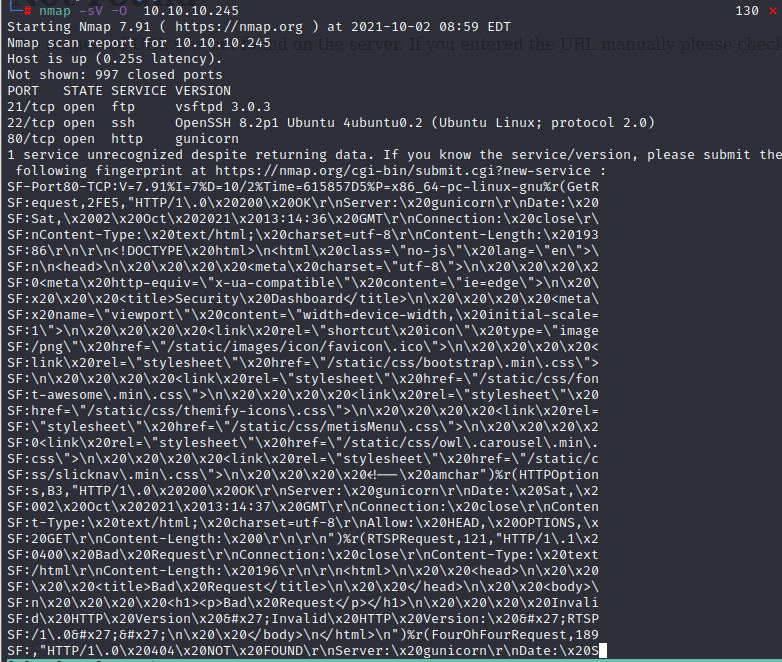 # nmap -sV -O 10.10.10.245 130 ×
Starting Nmap 7.91 ( https://nmap.org ) at 2021-10-02 08:59 EDT
Nmap scan report for 10.10.10.245
on the server. If you entered the URL manually please chec
Host is up (0.25s latency).
Not shown: 997 closed ports
PORT   STATE SERVICE VERSION
21/tcp open  ftp     vsftpd 3.0.3
22/tcp open  ssh     OpenSSH 8.2p1 Ubuntu 4ubuntu0.2 (Ubuntu Linux; protocol 2.0)
80/tcp open  http    gunicorn
1 service unrecognized despite returning data. If you know the service/version, please submit the
 following fingerprint at https://nmap.org/cgi-bin/submit.cgi?new-service :
SF-Port80-TCP:V=7.91%I=7%D=10/2%Time=615857D5%P=x86_64-pc-linux-gnu%r(GetR
SF:equest,2FE5,"HTTP/1\.0\x20200\x20OK\r\nServer:\x20gunicorn\r\nDate:\x20
SF:Sat,\x2002\x20Oct\x202021\x2013:14:36\x20GMT\r\nConnection:\x20close\r\
SF:nContent-Type:\x20text/html;\x20charset=utf-8\r\nContent-Length:\x20193
SF:86\r\n\r\n<!DOCTYPE\x20html>\n<html\x20class=\"no-js\"\x20lang=\"en\">\
SF:n\n<head>\n\x20\x20\x20\x20<meta\x20charset=\"utf-8\">\n\x20\x20\x20\x2
SF:0<meta\x20http-equiv=\"x-ua-compatible\"\x20content=\"ie=edge\">\n\x20\
SF:x20\x20\x20<title>Security\x20Dashboard</title>\n\x20\x20\x20\x20<meta\
SF:x20name=\"viewport\"\x20content=\"width=device-width,\x20initial-scale=
SF:1\">\n\x20\x20\x20\x20<link\x20rel=\"shortcut\x20icon\"\x20type=\"image
SF:/png\"\x20href=\"/static/images/icon/favicon\.ico\">\n\x20\x20\x20\x20<
SF:link\x20rel=\"stylesheet\"\x20href=\"/static/css/bootstrap\.min\.css\">
SF:\n\x20\x20\x20\x20<link\x20rel=\"stylesheet\"\x20href=\"/static/css/fon
SF:t-awesome\.min\.css\">\n\x20\x20\x20\x20<link\x20rel=\"stylesheet\"\x20
SF:href=\"/static/css/themify-icons\.css\">\n\x20\x20\x20\x20<link\x20rel=
SF:\"stylesheet\"\x20href=\"/static/css/metisMenu\.css\">\n\x20\x20\x20\x2
SF:0<link\x20rel=\"stylesheet\"\x20href=\"/static/css/owl\.carousel\.min\.
SF:css\">\n\x20\x20\x20\x20<link\x20rel=\"stylesheet\"\x20href=\"/static/c
SF:ss/slicknav\.min\.css\">\n\x20\x20\x20\x20<!--\x20amchar")%r(HTTPOption
SF:s,B3,"HTTP/1\.0\x20200\x20OK\r\nServer:\x20gunicorn\r\nDate:\x20Sat,\x2
SF:002\x20Oct\x202021\x2013:14:37\x20GMT\r\nConnection:\x20close\r\nConten
SF:t-Type:\x20text/html;\x20charset=utf-8\r\nAllow:\x20HEAD,\x20OPTIONS,\x
SF:20GET\r\nContent-Length:\x200\r\n\r\n")%r(RTSPRequest,121,"HTTP/1\.1\x2
SF:0400\x20Bad\x20Request\r\nConnection:\x20close\r\nContent-Type:\x20text
SF:/html\r\nContent-Length:\x20196\r\n\r\n<html>\n\x20\x20<head>\n\x20\x20
SF:\x20\x20<title>Bad\x20Request</title>\n\x20\x20</head>\n\x20\x20<body>\
SF:n\x20\x20\x20\x20<h1><p>Bad\x20Request</p></h1>\n\x20\x20\x20\x20Invali
SF:d\x20HTTP\x20Version\x20&#x27;Invalid\x20HTTP\x20Version:\x20&#x27;RTSP
SF:/1\.0&#x27;&#x27;\n\x20\x20</body>\n</html>\n")%r(FourOhFourRequest,189
SF:,"HTTP/1\.0\x20404\x20NOT\x20FOUND\r\nServer:\x20gunicorn\r\nDate:\x20S